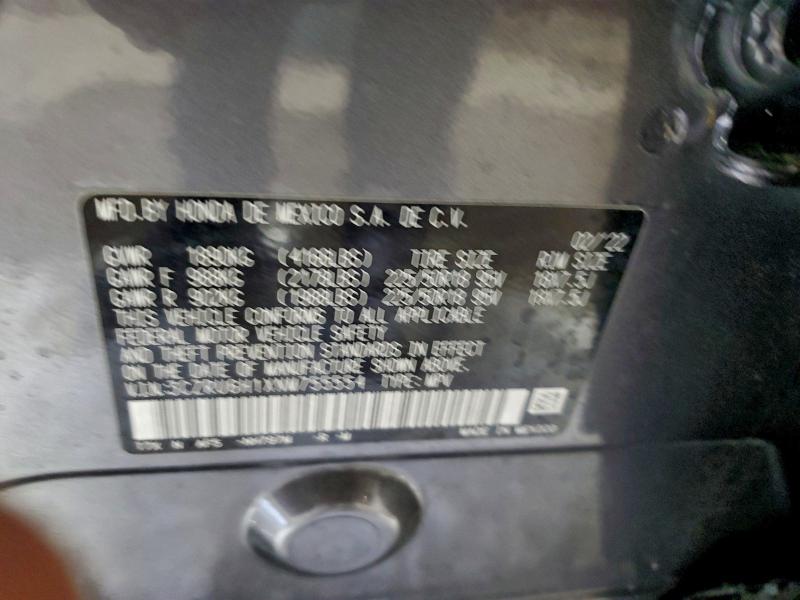 MFD.BY HONDA DE MEXICO S.A. DE C.V.
02/'22
GVWR 1890KG (4166LBS) TIRE SIZE RIM SIZE
GAWR F 988KG (2178LBS) 225/50R18 95V 18X7.5J
GAWR R 902KG (1988LBS) 225/50R18 95V 18X7.5J
THIS VEHICLE CONFORMS TO ALL APPLICABLE
FEDERAL MOTOR VEHICLE SAFETY
AND THEFT PREVENTION STANDARDS IN EFFECT
ON THE DATE OF MANUFACTURE SHOWN ABOVE.
VIN: TYPE: MPV
MADE IN MEXICO